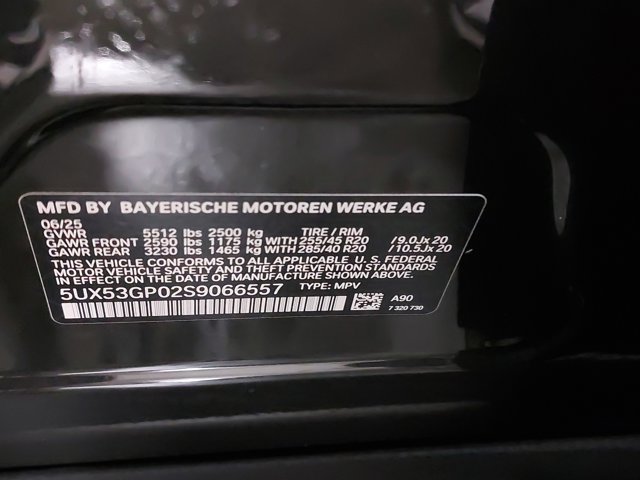 MFD BY BAYERISCHE MOTOREN WERKE AG
06/25
GVWR 5512 lbs 2500 kg TIRE / RIM
GAWR FRONT 2590 lbs 1175 kg WITH 255/45 R20 /9.0Jx20
GAWR REAR 3230 lbs 1465 kg WITH 285/40 R20 /10.5Jx20
THIS VEHICLE CONFORMS TO ALL APPLICABLE U. S. FEDERAL
MOTOR VEHICLE SAFETY AND THEFT PREVENTION STANDARDS
IN EFFECT ON THE DATE OF MANUFACTURE SHOWN ABOVE.
5UX53GP02S9066557 TYPE: MPV
A90
7 320 730